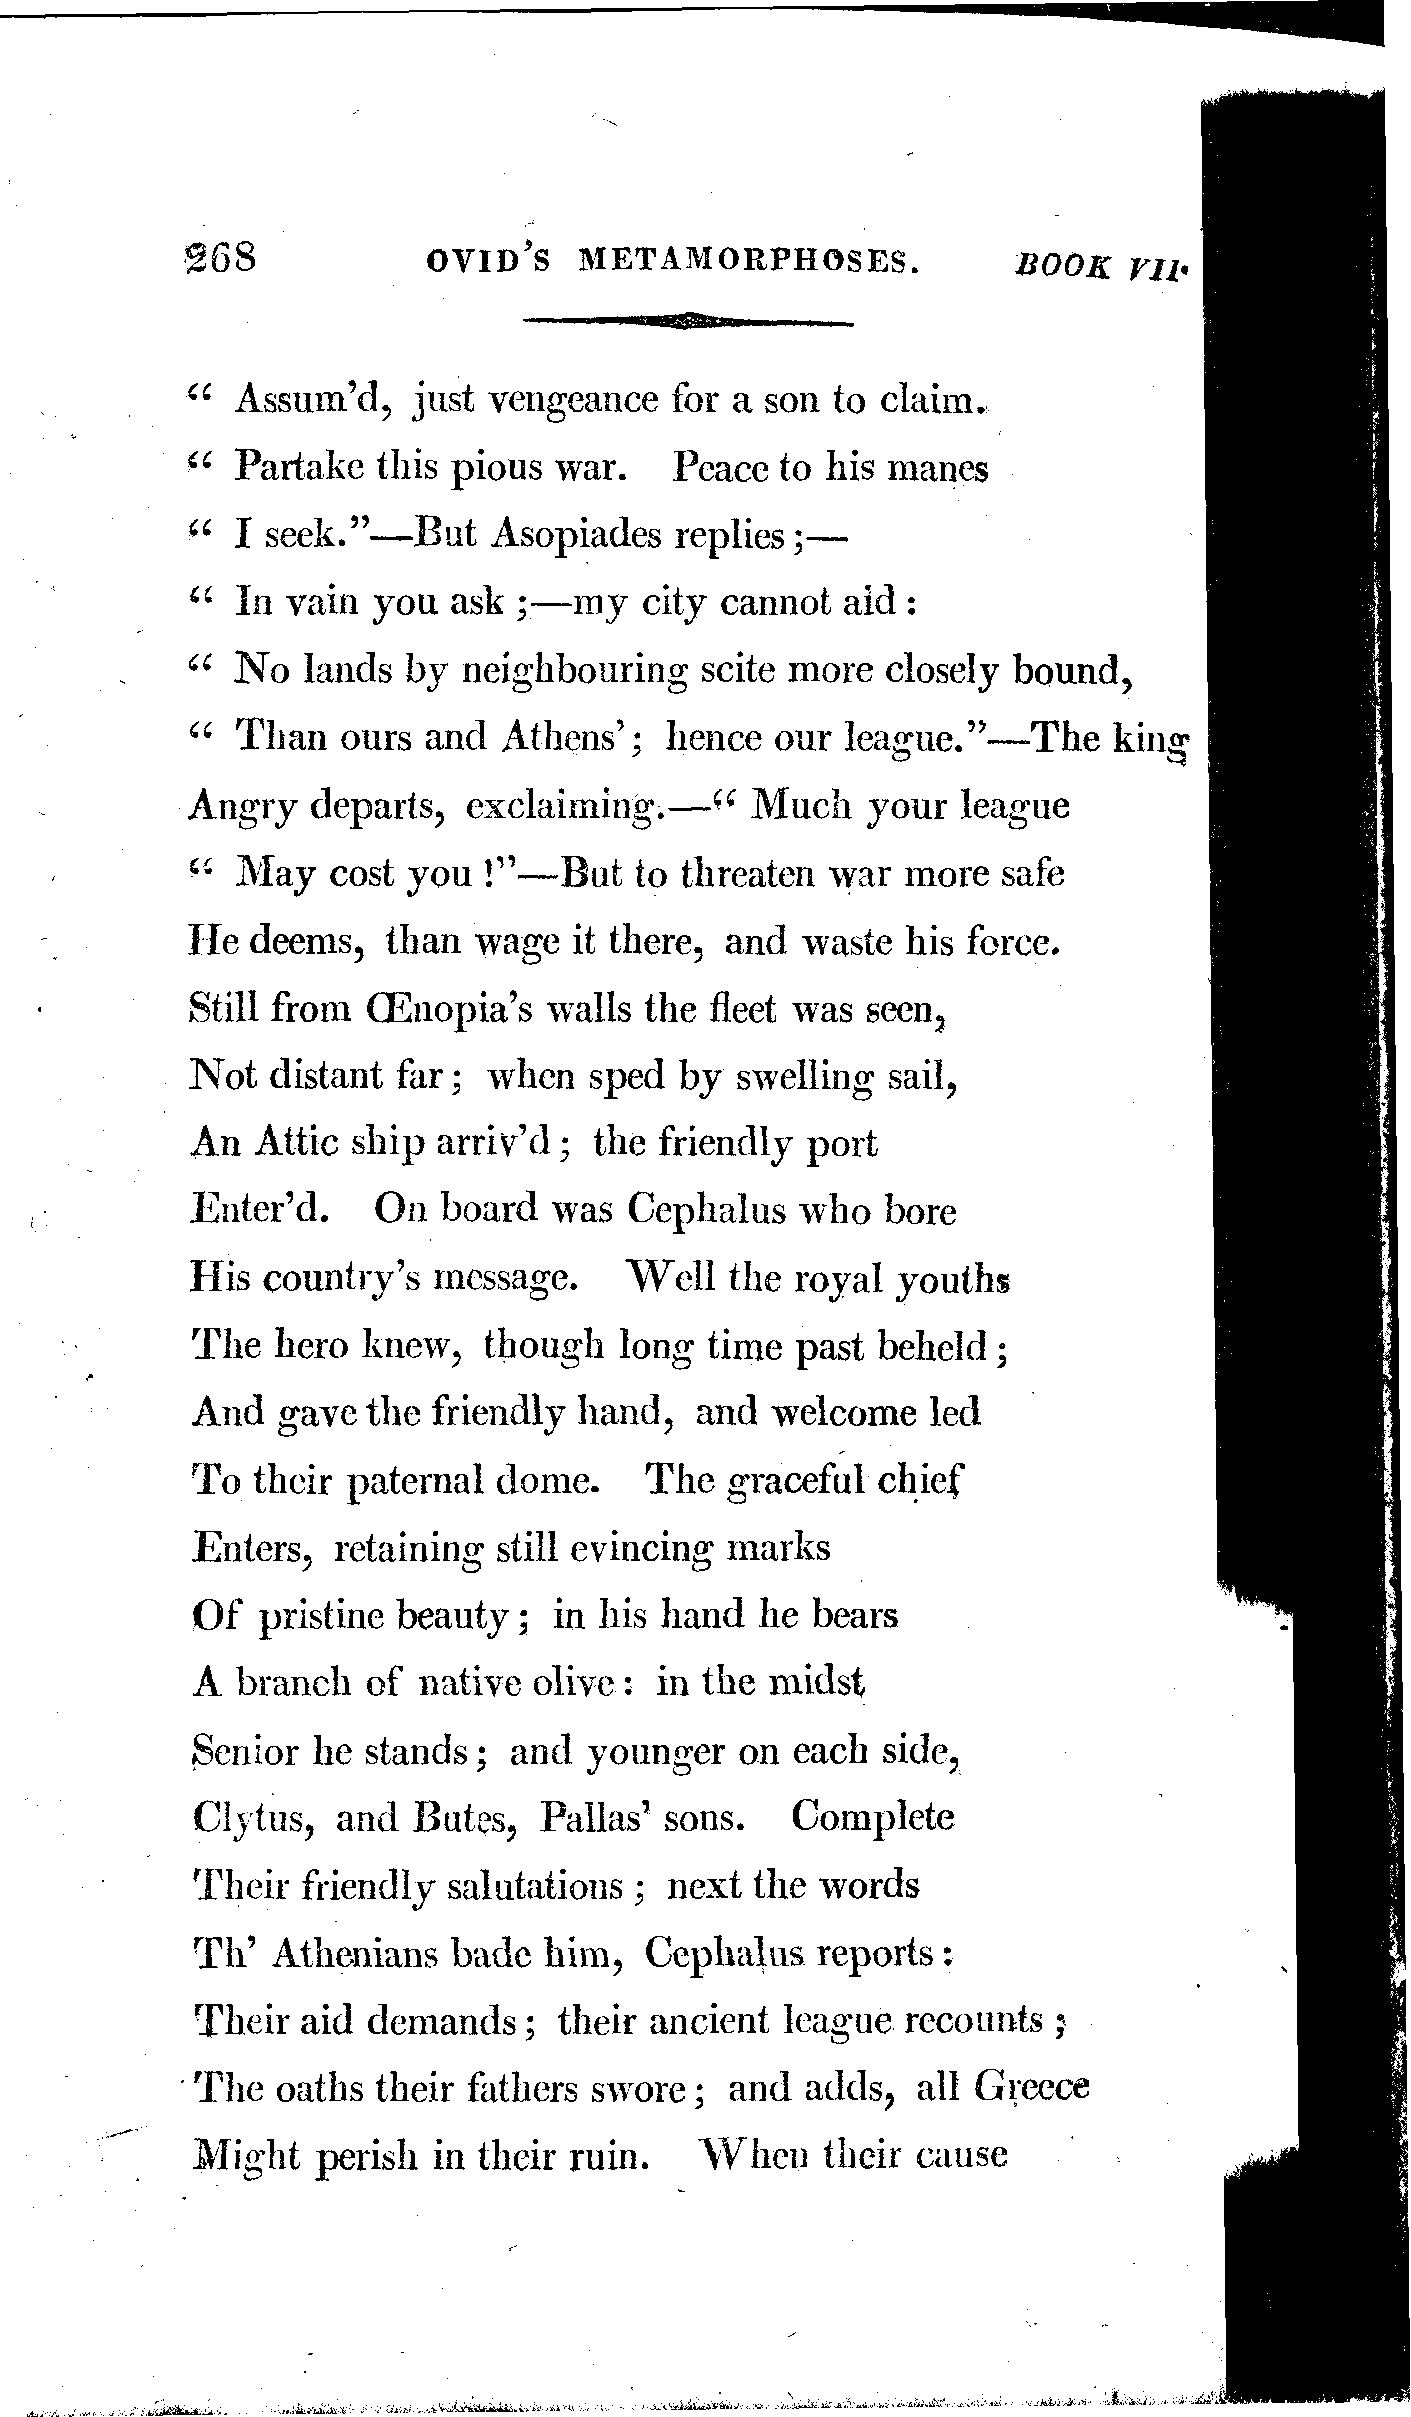 268 OVID'S METAMORPHOSES. BOOK VII.
“ Assum'd, just vengeance for a son to claim.
“ Partake this pious war. Peace to his manes
“ I seek.”—But Asopiades replies ;—
“ In vain you ask ;—my city cannot aid :
“ No lands by neighbouring scite more closely bound,
“ Than ours and Athens' ; hence our league.”—The king
Angry departs, exclaiming.—“ Much your league
“ May cost you !”—But to threaten war more safe
He deems, than wage it there, and waste his force.
Still from Œnopia's walls the fleet was seen,
Not distant far ; when sped by swelling sail,
An Attic ship arriv'd ; the friendly port
Enter'd. On board was Cephalus who bore
His country's message. Well the royal youths
The hero knew, though long time past beheld ;
And gave the friendly hand, and welcome led
To their paternal dome. The graceful chief
Enters, retaining still evincing marks
Of pristine beauty ; in his hand he bears
A branch of native olive : in the midst
Senior he stands ; and younger on each side,
Clytus, and Butes, Pallas' sons. Complete
Their friendly salutations ; next the words
Th' Athenians bade him, Cephalus reports :
Their aid demands ; their ancient league recounts ;
The oaths their fathers swore ; and adds, all Greece
Might perish in their ruin. When their cause